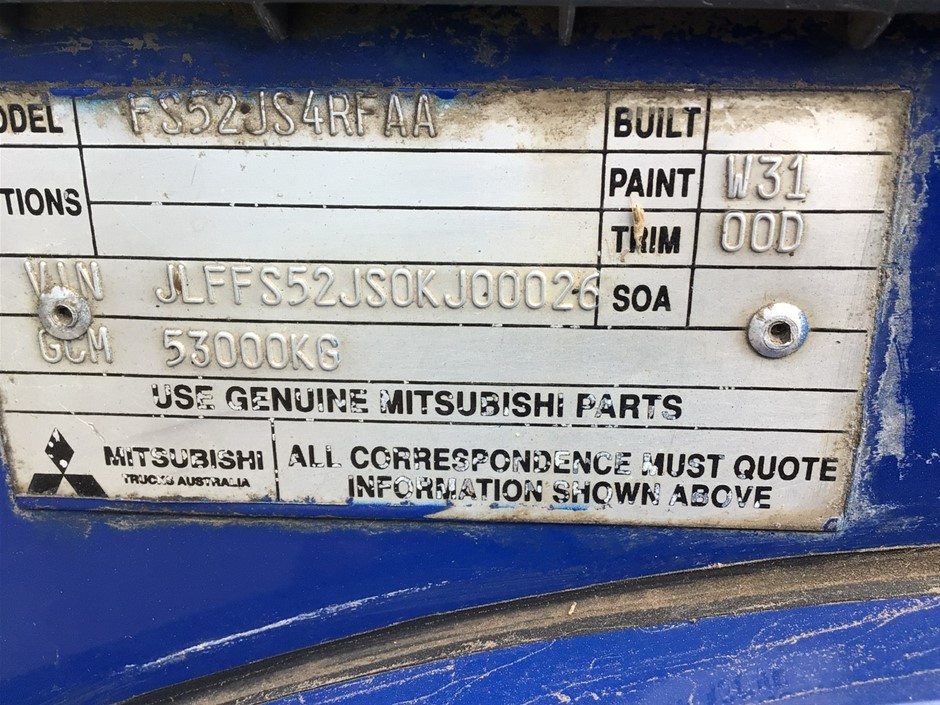 ODEL FS52JS4RFAA BUILT
PAINT W31
TIONS
TRIM 00D
VIN JLFFS52JS0KJ00026 SOA
GCM 53000KG
USE GENUINE MITSUBISHI PARTS
MITSUBISHI
TRUCKS AUSTRALIA
ALL CORRESPONDENCE MUST QUOTE
INFORMATION SHOWN ABOVE